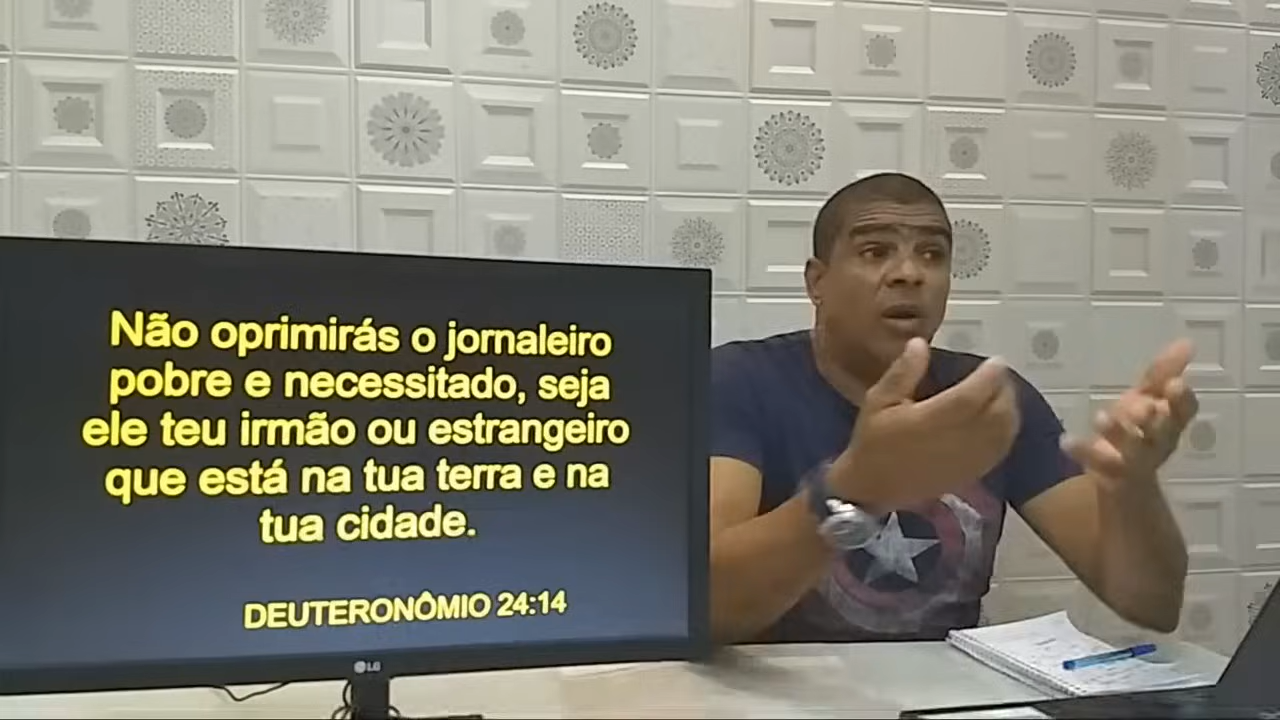 Não oprimirás o jornaleiro
pobre e necessitado, seja
ele teu irmão ou estrangeiro
que está na tua terra e na
tua cidade.
DEUTERONÔMIO 24:14
LG